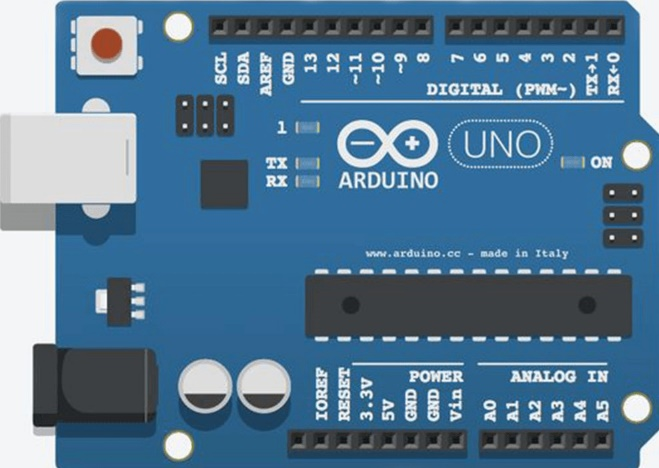 SCL SDA AREF GND 13 12 ~11 ~10 ~9 8 7 6 5 4 3 2 TX→1 RX←0
DIGITAL (PWM~)
1
TX
RX
ARDUINO
UNO
ON
www.arduino.cc - made in Italy
POWER
ANALOG IN
IOREF RESET 3.3V 5V GND GND Vin A0 A1 A2 A3 A4 A5